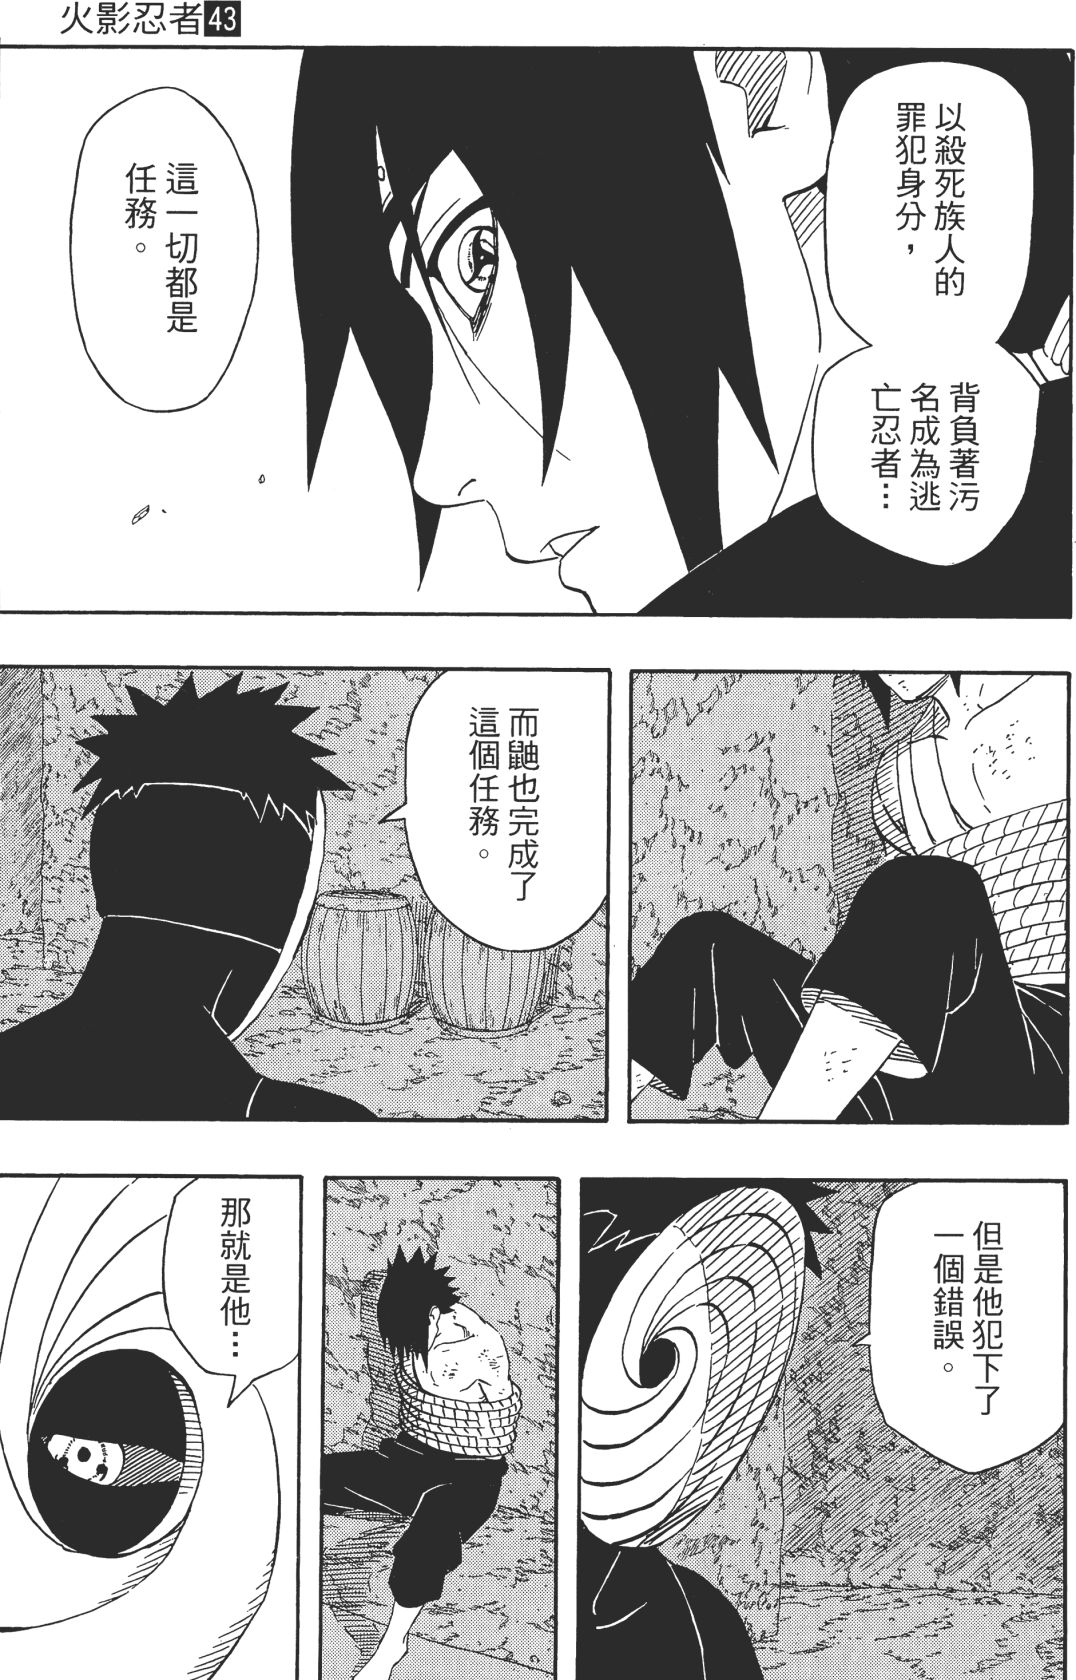 火影忍者43
以殺死族人的
罪犯身分，
背負著污
名成為逃
亡忍者…
這一切都是
任務。
而鼬也完成了
這個任務。
但是他犯下了
一個錯誤。
那就是他…